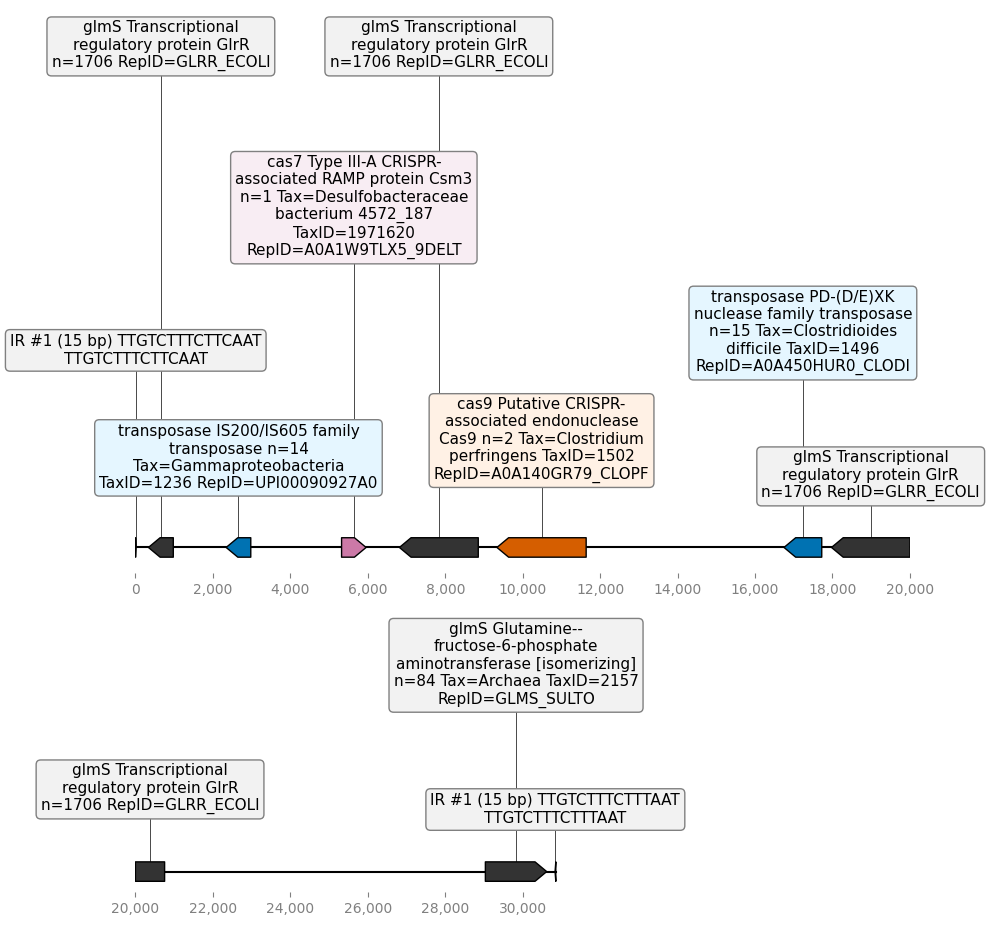 glmS Transcriptional
regulatory protein GlrR
n=1706 RepID=GLRR_ECOLI
glmS Transcriptional
regulatory protein GlrR
n=1706 RepID=GLRR_ECOLI
cas7 Type III-A CRISPR-
associated RAMP protein Csm3
n=1 Tax=Desulfobacteraceae
bacterium 4572_187
TaxID=1971620
RepID=A0A1W9TLX5_9DELT
transposase PD-(D/E)XK
nuclease family transposase
n=15 Tax=Clostridioides
difficile TaxID=1496
RepID=A0A450HUR0_CLODI
IR #1 (15 bp) TTGTCTTTCTTCAAT
TTGTCTTTCTTCAAT
cas9 Putative CRISPR-
associated endonuclease
Cas9 n=2 Tax=Clostridium
perfringens TaxID=1502
RepID=A0A140GR79_CLOPF
transposase IS200/IS605 family
transposase n=14
Tax=Gammaproteobacteria
TaxID=1236 RepID=UPI00090927A0
glmS Transcriptional
regulatory protein GlrR
n=1706 RepID=GLRR_ECOLI
0 2,000 4,000 6,000 8,000 10,000 12,000 14,000 16,000 18,000 20,000
glmS Glutamine--
fructose-6-phosphate
aminotransferase [isomerizing]
n=84 Tax=Archaea TaxID=2157
RepID=GLMS_SULTO
glmS Transcriptional
regulatory protein GlrR
n=1706 RepID=GLRR_ECOLI
IR #1 (15 bp) TTGTCTTTCTTTAAT
TTGTCTTTCTTTAAT
20,000 22,000 24,000 26,000 28,000 30,000